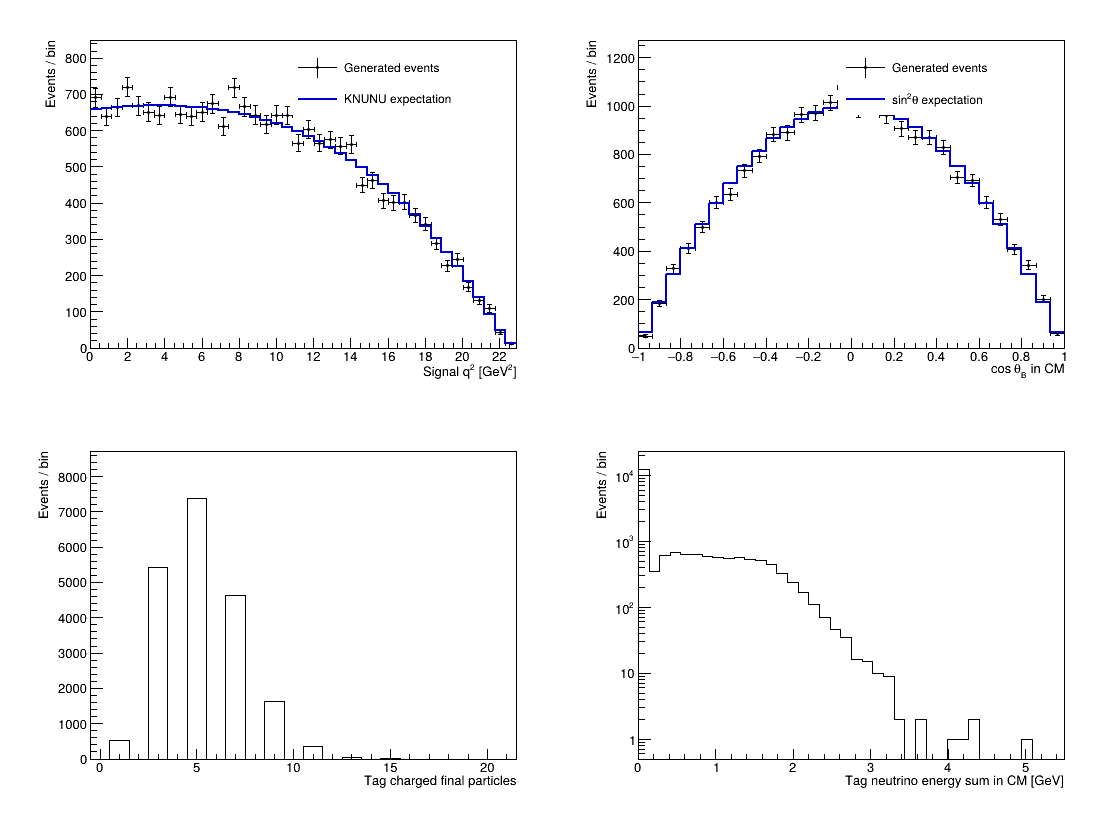 Events / bin
800
700
600
500
400
300
200
100
0
Generated events
KNUNU expectation
0 2 4 6 8 10 12 14 16 18 20 22
Signal q² [GeV²]
Events / bin
1200
1000
800
600
400
200
0
Generated events
sin²θ expectation
−1 −0.8 −0.6 −0.4 −0.2 0 0.2 0.4 0.6 0.8 1
cos θ_B in CM
Events / bin
8000
7000
6000
5000
4000
3000
2000
1000
0
0 5 10 15 20
Tag charged final particles
Events / bin
10⁴
10³
10²
10
1
0 1 2 3 4 5
Tag neutrino energy sum in CM [GeV]